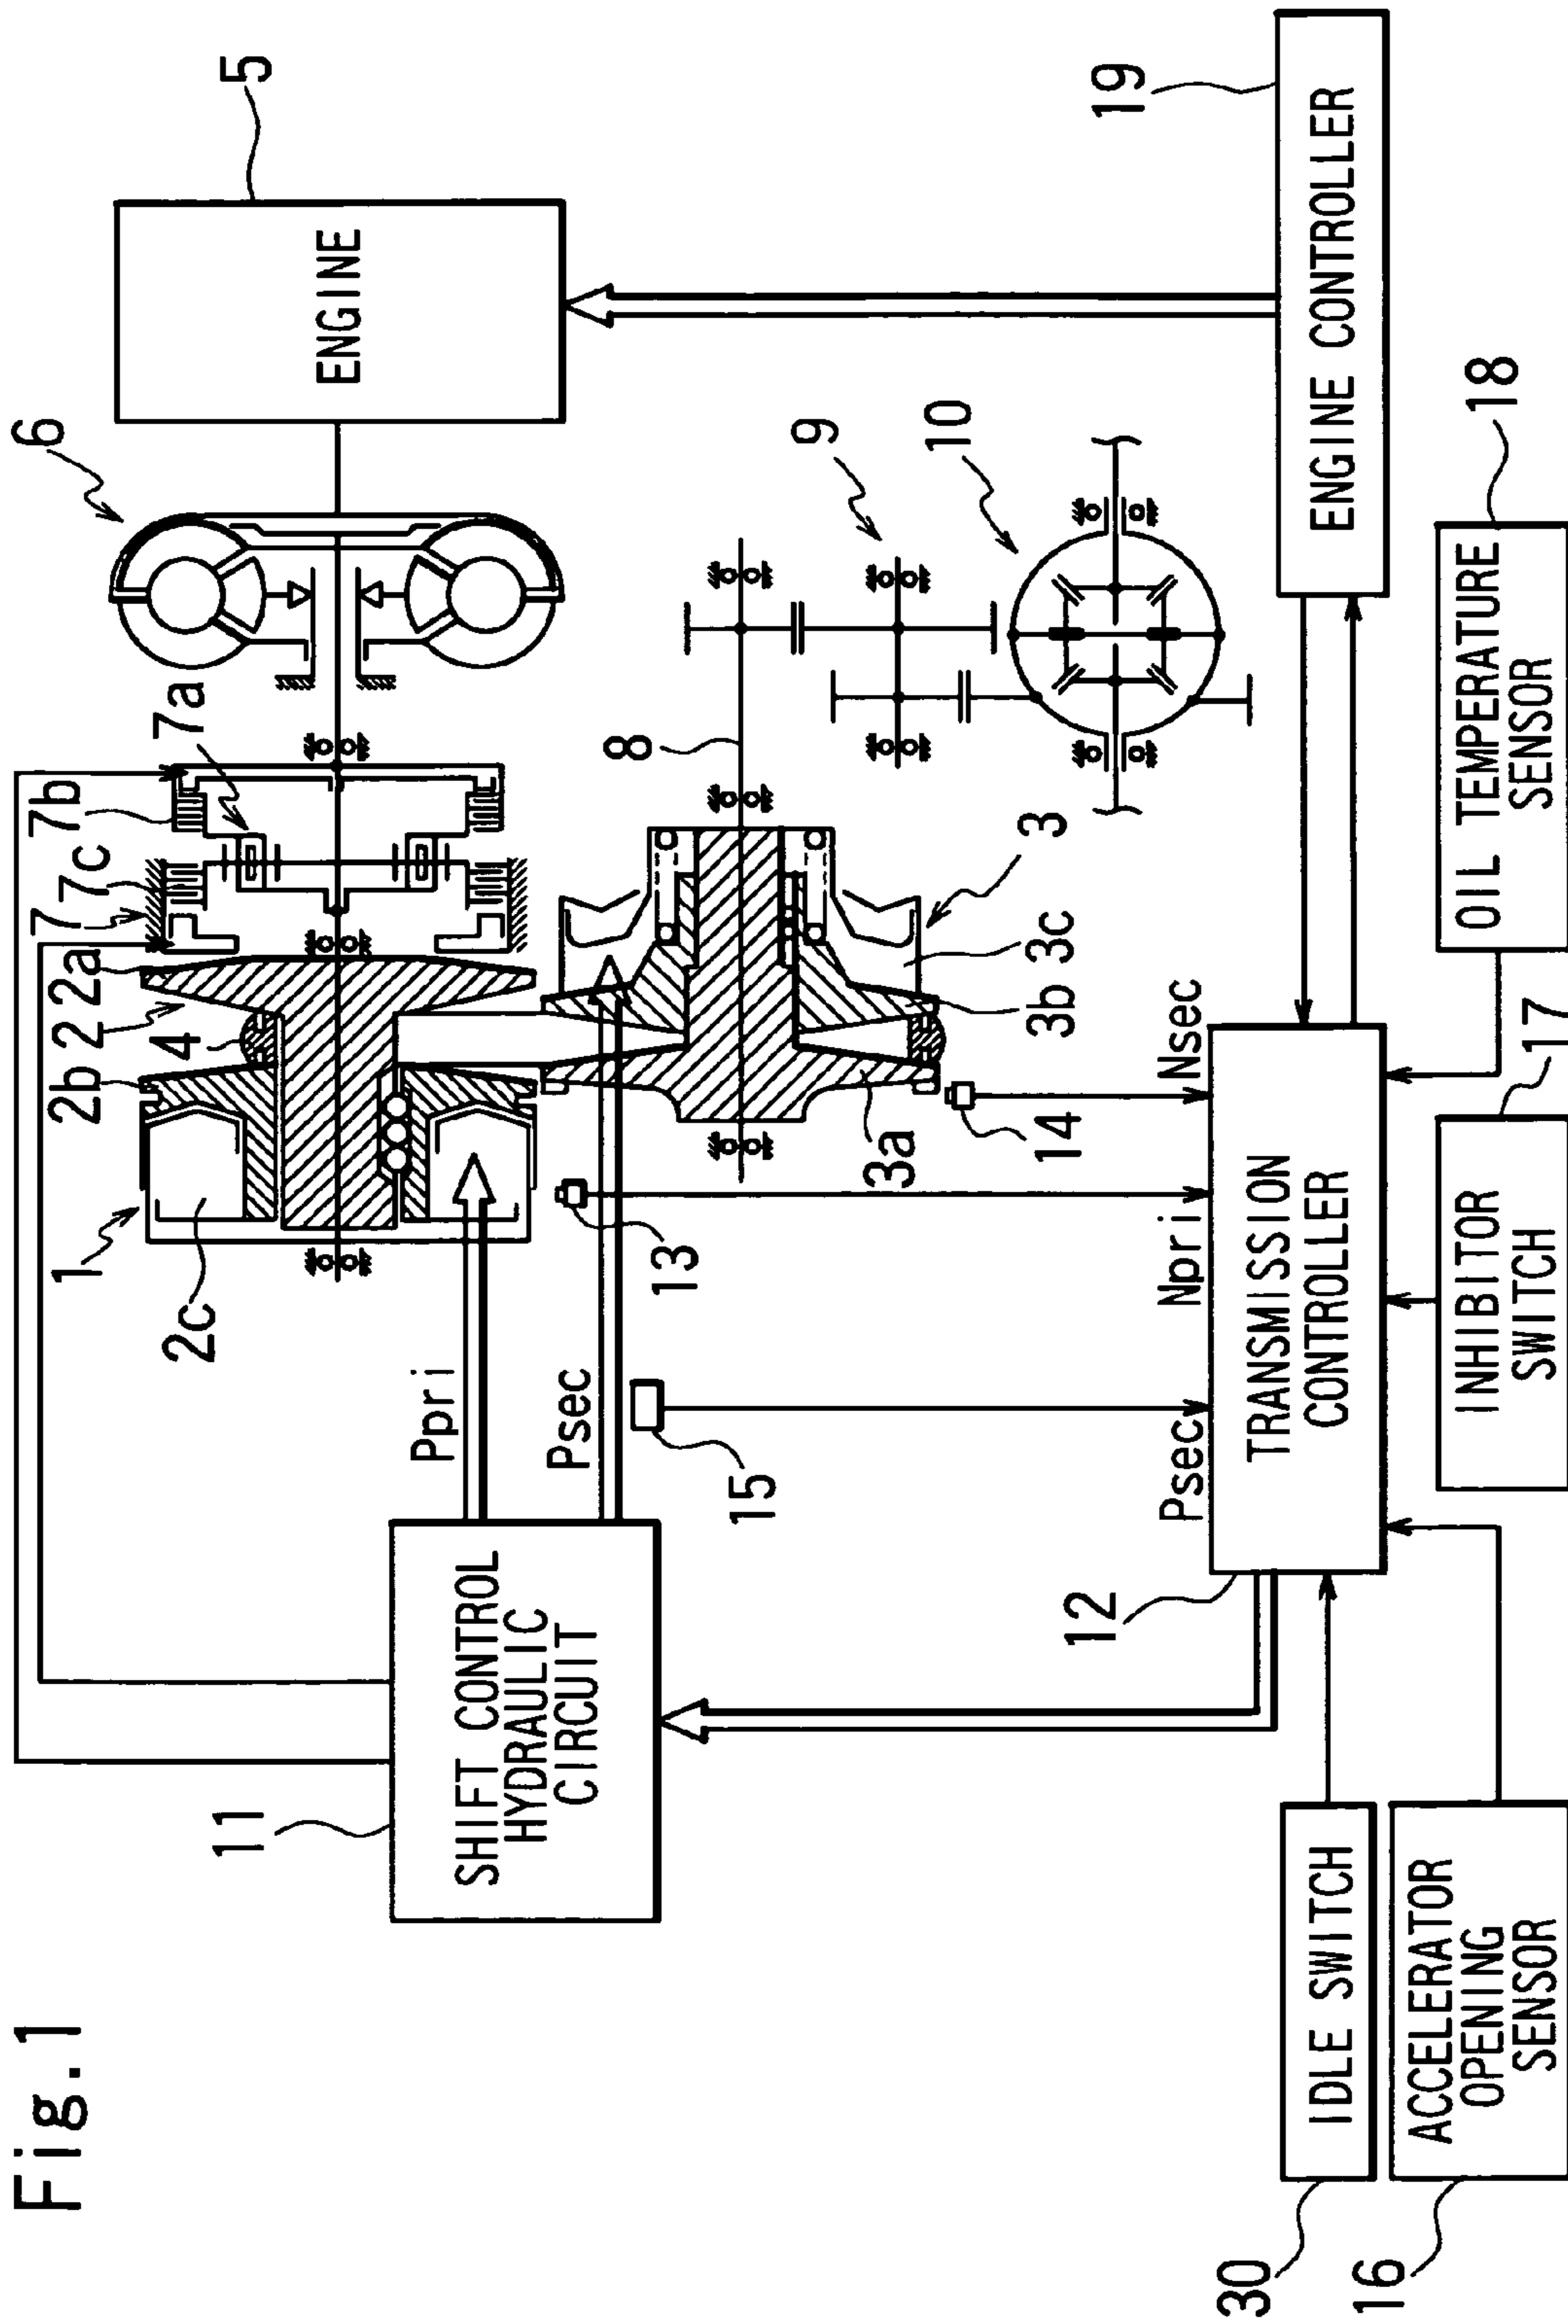 Fig.1
1
2c
2b
4
2
2a
7
7c
7b
7a
6
5
ENGINE
11
SHIFT CONTROL
HYDRAULIC
CIRCUIT
Ppri
Psec
13
15
3a
14
3b
3c
3
8
9
10
12
Psec
Npri
Nsec
TRANSMISSION
CONTROLLER
19
ENGINE CONTROLLER
30
IDLE SWITCH
16
ACCELERATOR
OPENING
SENSOR
17
INHIBITOR
SWITCH
18
OIL TEMPERATURE
SENSOR